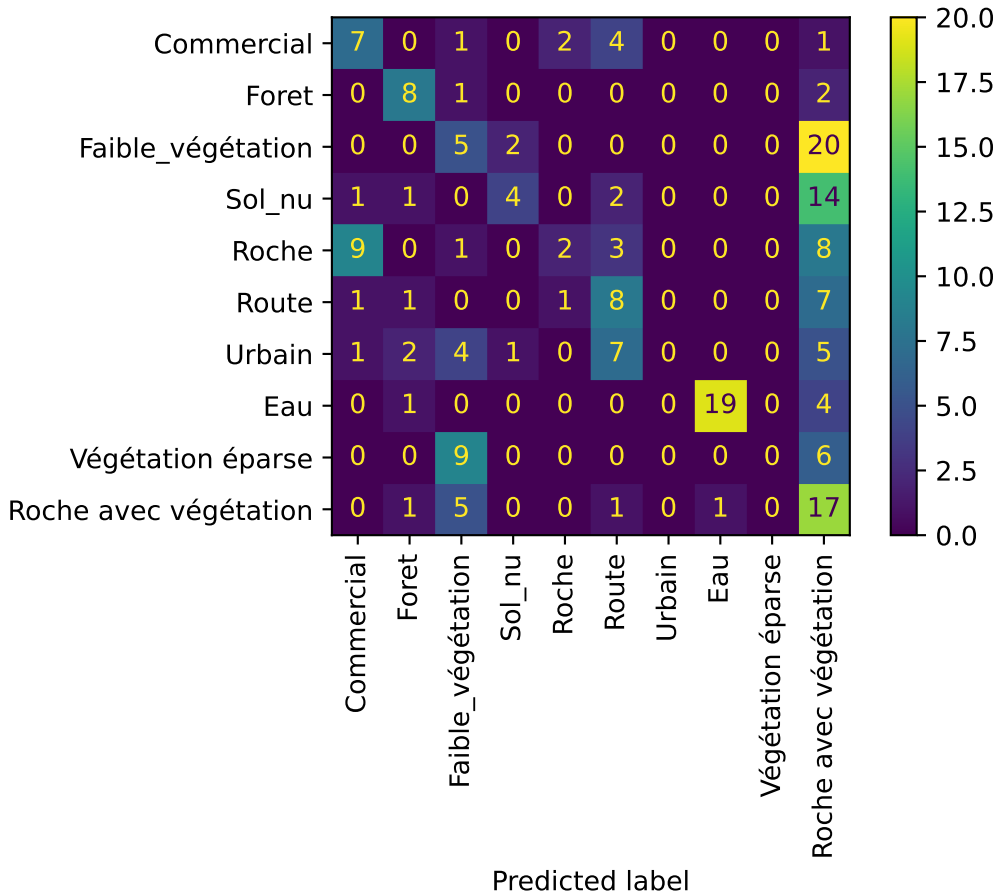 Commercial 7 0 1 0 2 4 0 0 0 1
Foret 0 8 1 0 0 0 0 0 0 2
Faible_végétation 0 0 5 2 0 0 0 0 0 20
Sol_nu 1 1 0 4 0 2 0 0 0 14
Roche 9 0 1 0 2 3 0 0 0 8
Route 1 1 0 0 1 8 0 0 0 7
Urbain 1 2 4 1 0 7 0 0 0 5
Eau 0 1 0 0 0 0 0 19 0 4
Végétation éparse 0 0 9 0 0 0 0 0 0 6
Roche avec végétation 0 1 5 0 0 1 0 1 0 17
Commercial
Foret
Faible_végétation
Sol_nu
Roche
Route
Urbain
Eau
Végétation éparse
Roche avec végétation
Predicted label
20.0
17.5
15.0
12.5
10.0
7.5
5.0
2.5
0.0